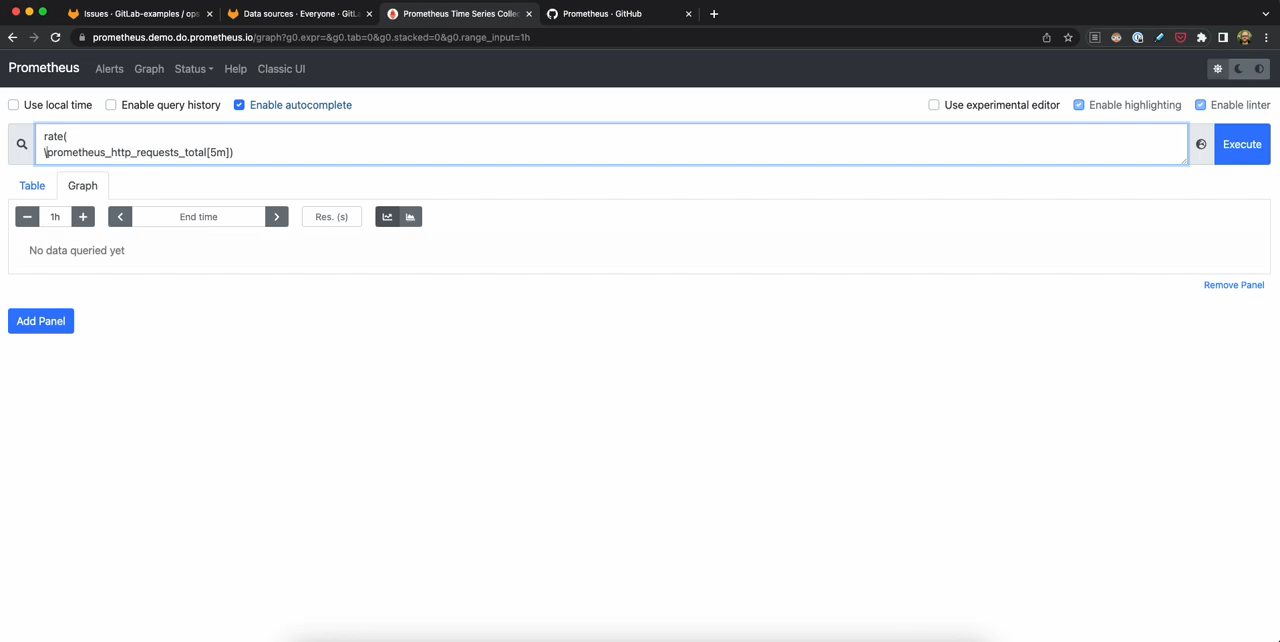 Issues · GitLab-examples / ops
Data sources · Everyone · GitLa
Prometheus Time Series Collec
Prometheus · GitHub
prometheus.demo.do.prometheus.io/graph?g0.expr=&g0.tab=0&g0.stacked=0&g0.range_input=1h
Prometheus Alerts Graph Status Help Classic UI
Use local time Enable query history Enable autocomplete Use experimental editor Enable highlighting Enable linter
rate(
\prometheus_http_requests_total[5m])
Execute
Table Graph
1h End time Res. (s)
No data queried yet
Remove Panel
Add Panel